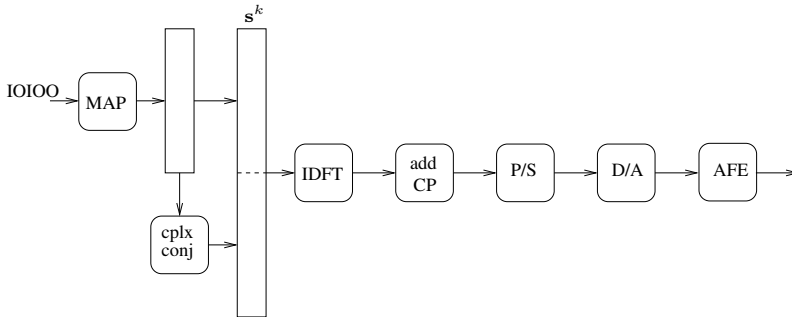 s^k
IOIOO
MAP
IDFT
add
CP
P/S
D/A
AFE
cplx
conj